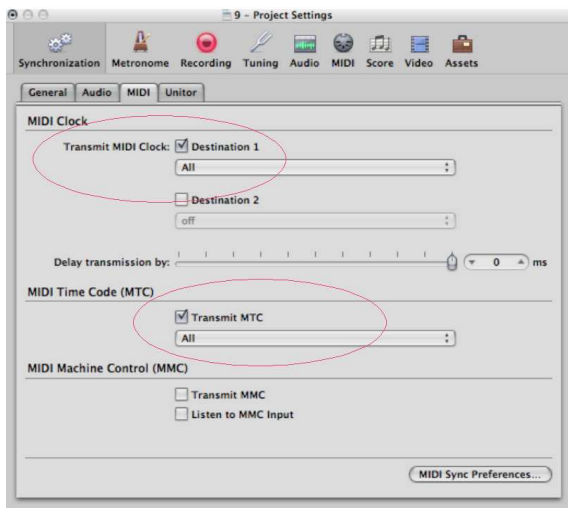 9 – Project Settings
Synchronization Metronome Recording Tuning Audio MIDI Score Video Assets
General Audio MIDI Unitor
MIDI Clock
Transmit MIDI Clock: Destination 1
All
Destination 2
off
Delay transmission by: 0 ms
MIDI Time Code (MTC)
Transmit MTC
All
MIDI Machine Control (MMC)
Transmit MMC
Listen to MMC Input
MIDI Sync Preferences...